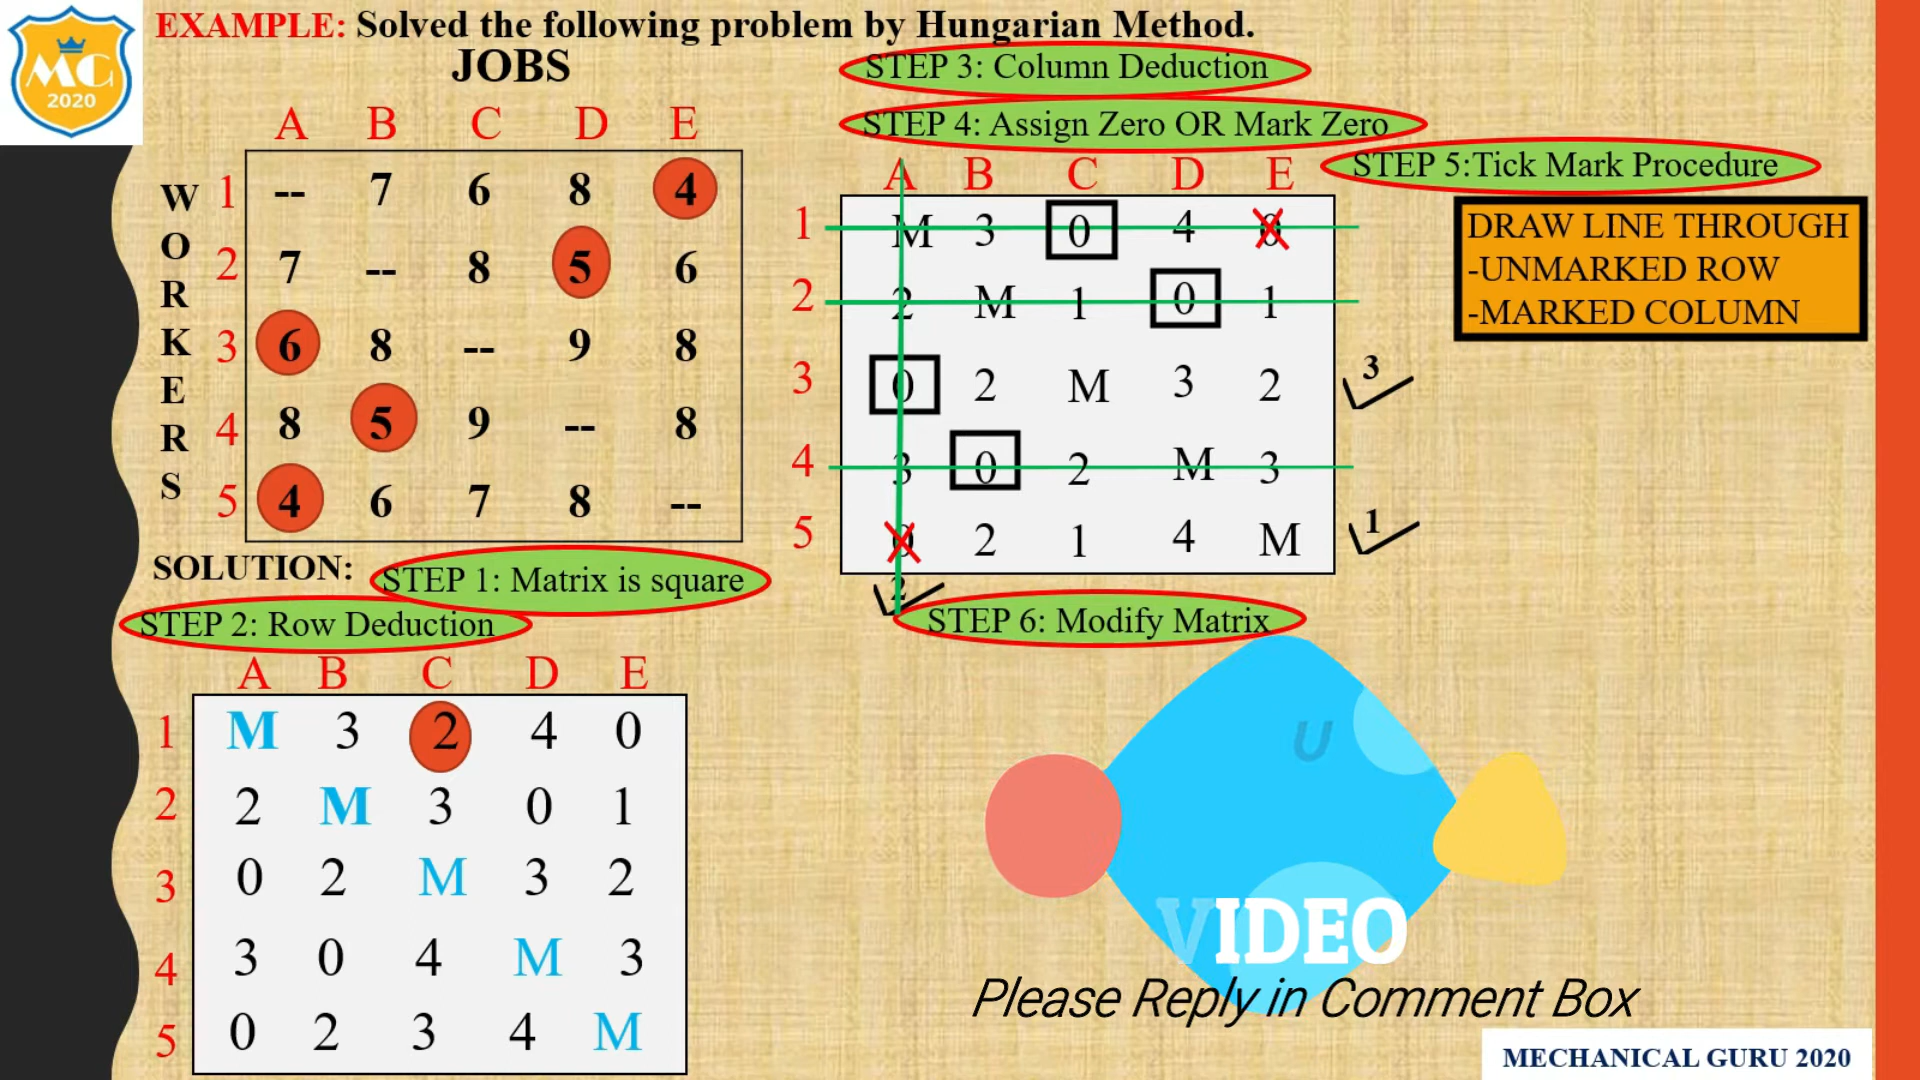 MG
2020
EXAMPLE: Solved the following problem by Hungarian Method.
JOBS
A B C D E
WORKERS
1 -- 7 6 8 4
2 7 -- 8 5 6
3 6 8 -- 9 8
4 8 5 9 -- 8
5 4 6 7 8 --
SOLUTION:
STEP 1: Matrix is square
STEP 2: Row Deduction
A B C D E
1 M 3 2 4 0
2 2 M 3 0 1
3 0 2 M 3 2
4 3 0 4 M 3
5 0 2 3 4 M
STEP 3: Column Deduction
STEP 4: Assign Zero OR Mark Zero
STEP 5:Tick Mark Procedure
A B C D E
1 M 3 0 4 0
2 2 M 1 0 1
3 0 2 M 3 2 3
4 3 0 2 M 3
5 0 2 1 4 M 1
2
DRAW LINE THROUGH
-UNMARKED ROW
-MARKED COLUMN
STEP 6: Modify Matrix
U
VIDEO
Please Reply in Comment Box
MECHANICAL GURU 2020